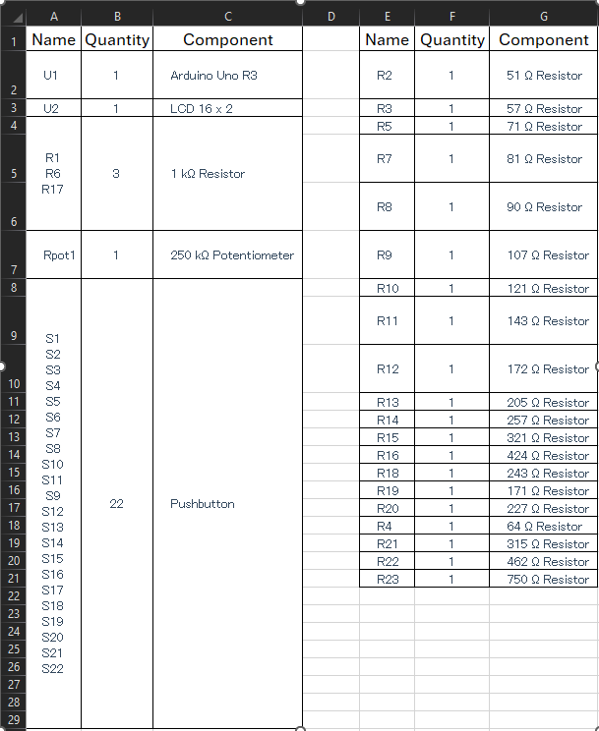 A B C D E F G
1 Name Quantity Component Name Quantity Component
2 U1 1 Arduino Uno R3 R2 1 51 Ω Resistor
3 U2 1 LCD 16 x 2 R3 1 57 Ω Resistor
4 R5 1 71 Ω Resistor
R1 R7 1 81 Ω Resistor
5 R6 3 1 kΩ Resistor
R17
6 R8 1 90 Ω Resistor
7 Rpot1 1 250 kΩ Potentiometer R9 1 107 Ω Resistor
8 R10 1 121 Ω Resistor
9 R11 1 143 Ω Resistor
S1
S2
S3 R12 1 172 Ω Resistor
10 S4
11 S5 R13 1 205 Ω Resistor
12 S6 R14 1 257 Ω Resistor
13 S7 R15 1 321 Ω Resistor
14 S8 R16 1 424 Ω Resistor
S10
15 S11 R18 1 243 Ω Resistor
16 S9 R19 1 171 Ω Resistor
17 S12 22 Pushbutton R20 1 227 Ω Resistor
18 S13 R4 1 64 Ω Resistor
19 S14 R21 1 315 Ω Resistor
20 S15 R22 1 462 Ω Resistor
21 S16 R23 1 750 Ω Resistor
22 S17
23 S18
S19
24 S20
25 S21
26 S22
27
28
29